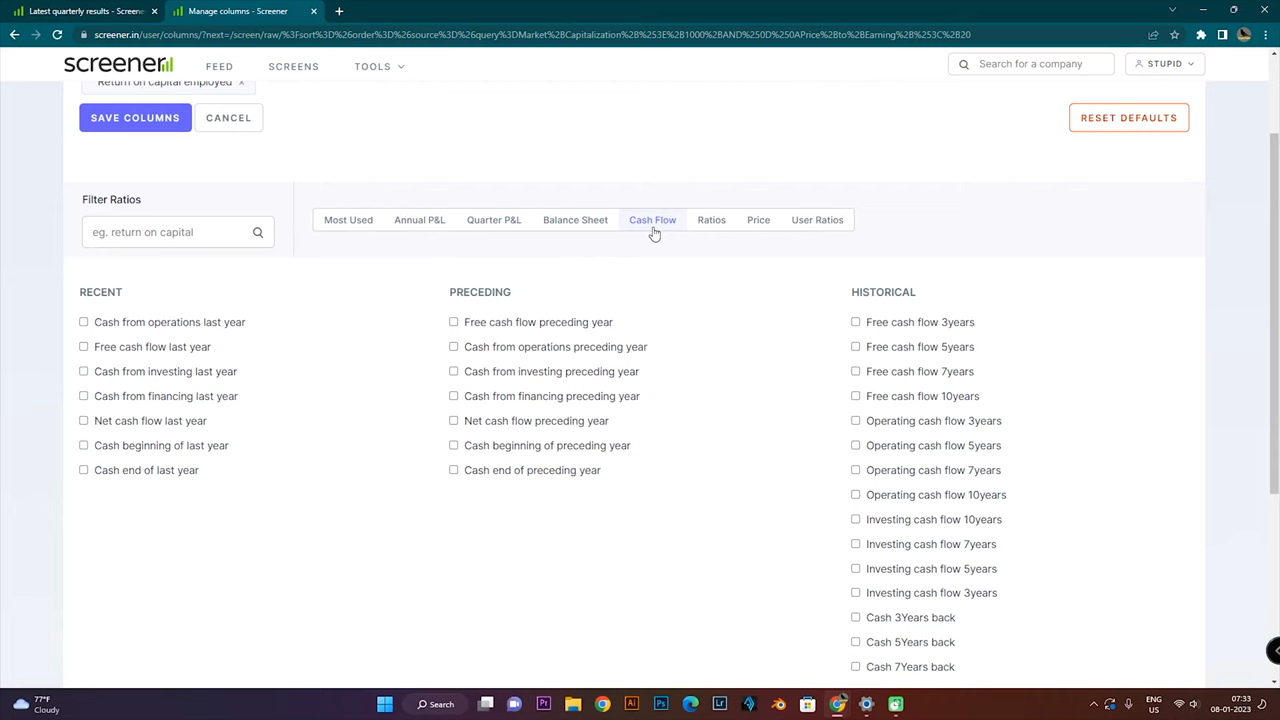 Latest quarterly results - Screene
Manage columns - Screener
screener.in/user/columns/?next=/screen/raw/%3Fsort%3D%26order%3D%26source%3D%26query%3DMarket%2BCapitalization%2B%253E%2B1000%2BAND%250D%250APrice%2Bto%2BEarning%2B%253C%2B20
screener
FEED
SCREENS
TOOLS
Search for a company
STUPID
Return on capital employed ×
SAVE COLUMNS
CANCEL
RESET DEFAULTS
Filter Ratios
eg. return on capital
Most Used Annual P&L Quarter P&L Balance Sheet Cash Flow Ratios Price User Ratios
RECENT
Cash from operations last year
Free cash flow last year
Cash from investing last year
Cash from financing last year
Net cash flow last year
Cash beginning of last year
Cash end of last year
PRECEDING
Free cash flow preceding year
Cash from operations preceding year
Cash from investing preceding year
Cash from financing preceding year
Net cash flow preceding year
Cash beginning of preceding year
Cash end of preceding year
HISTORICAL
Free cash flow 3years
Free cash flow 5years
Free cash flow 7years
Free cash flow 10years
Operating cash flow 3years
Operating cash flow 5years
Operating cash flow 7years
Operating cash flow 10years
Investing cash flow 10years
Investing cash flow 7years
Investing cash flow 5years
Investing cash flow 3years
Cash 3Years back
Cash 5Years back
Cash 7Years back
77°F
Cloudy
Search
Pr
Ai
Ps
Lr
ENG
US
07:33
08-01-2023